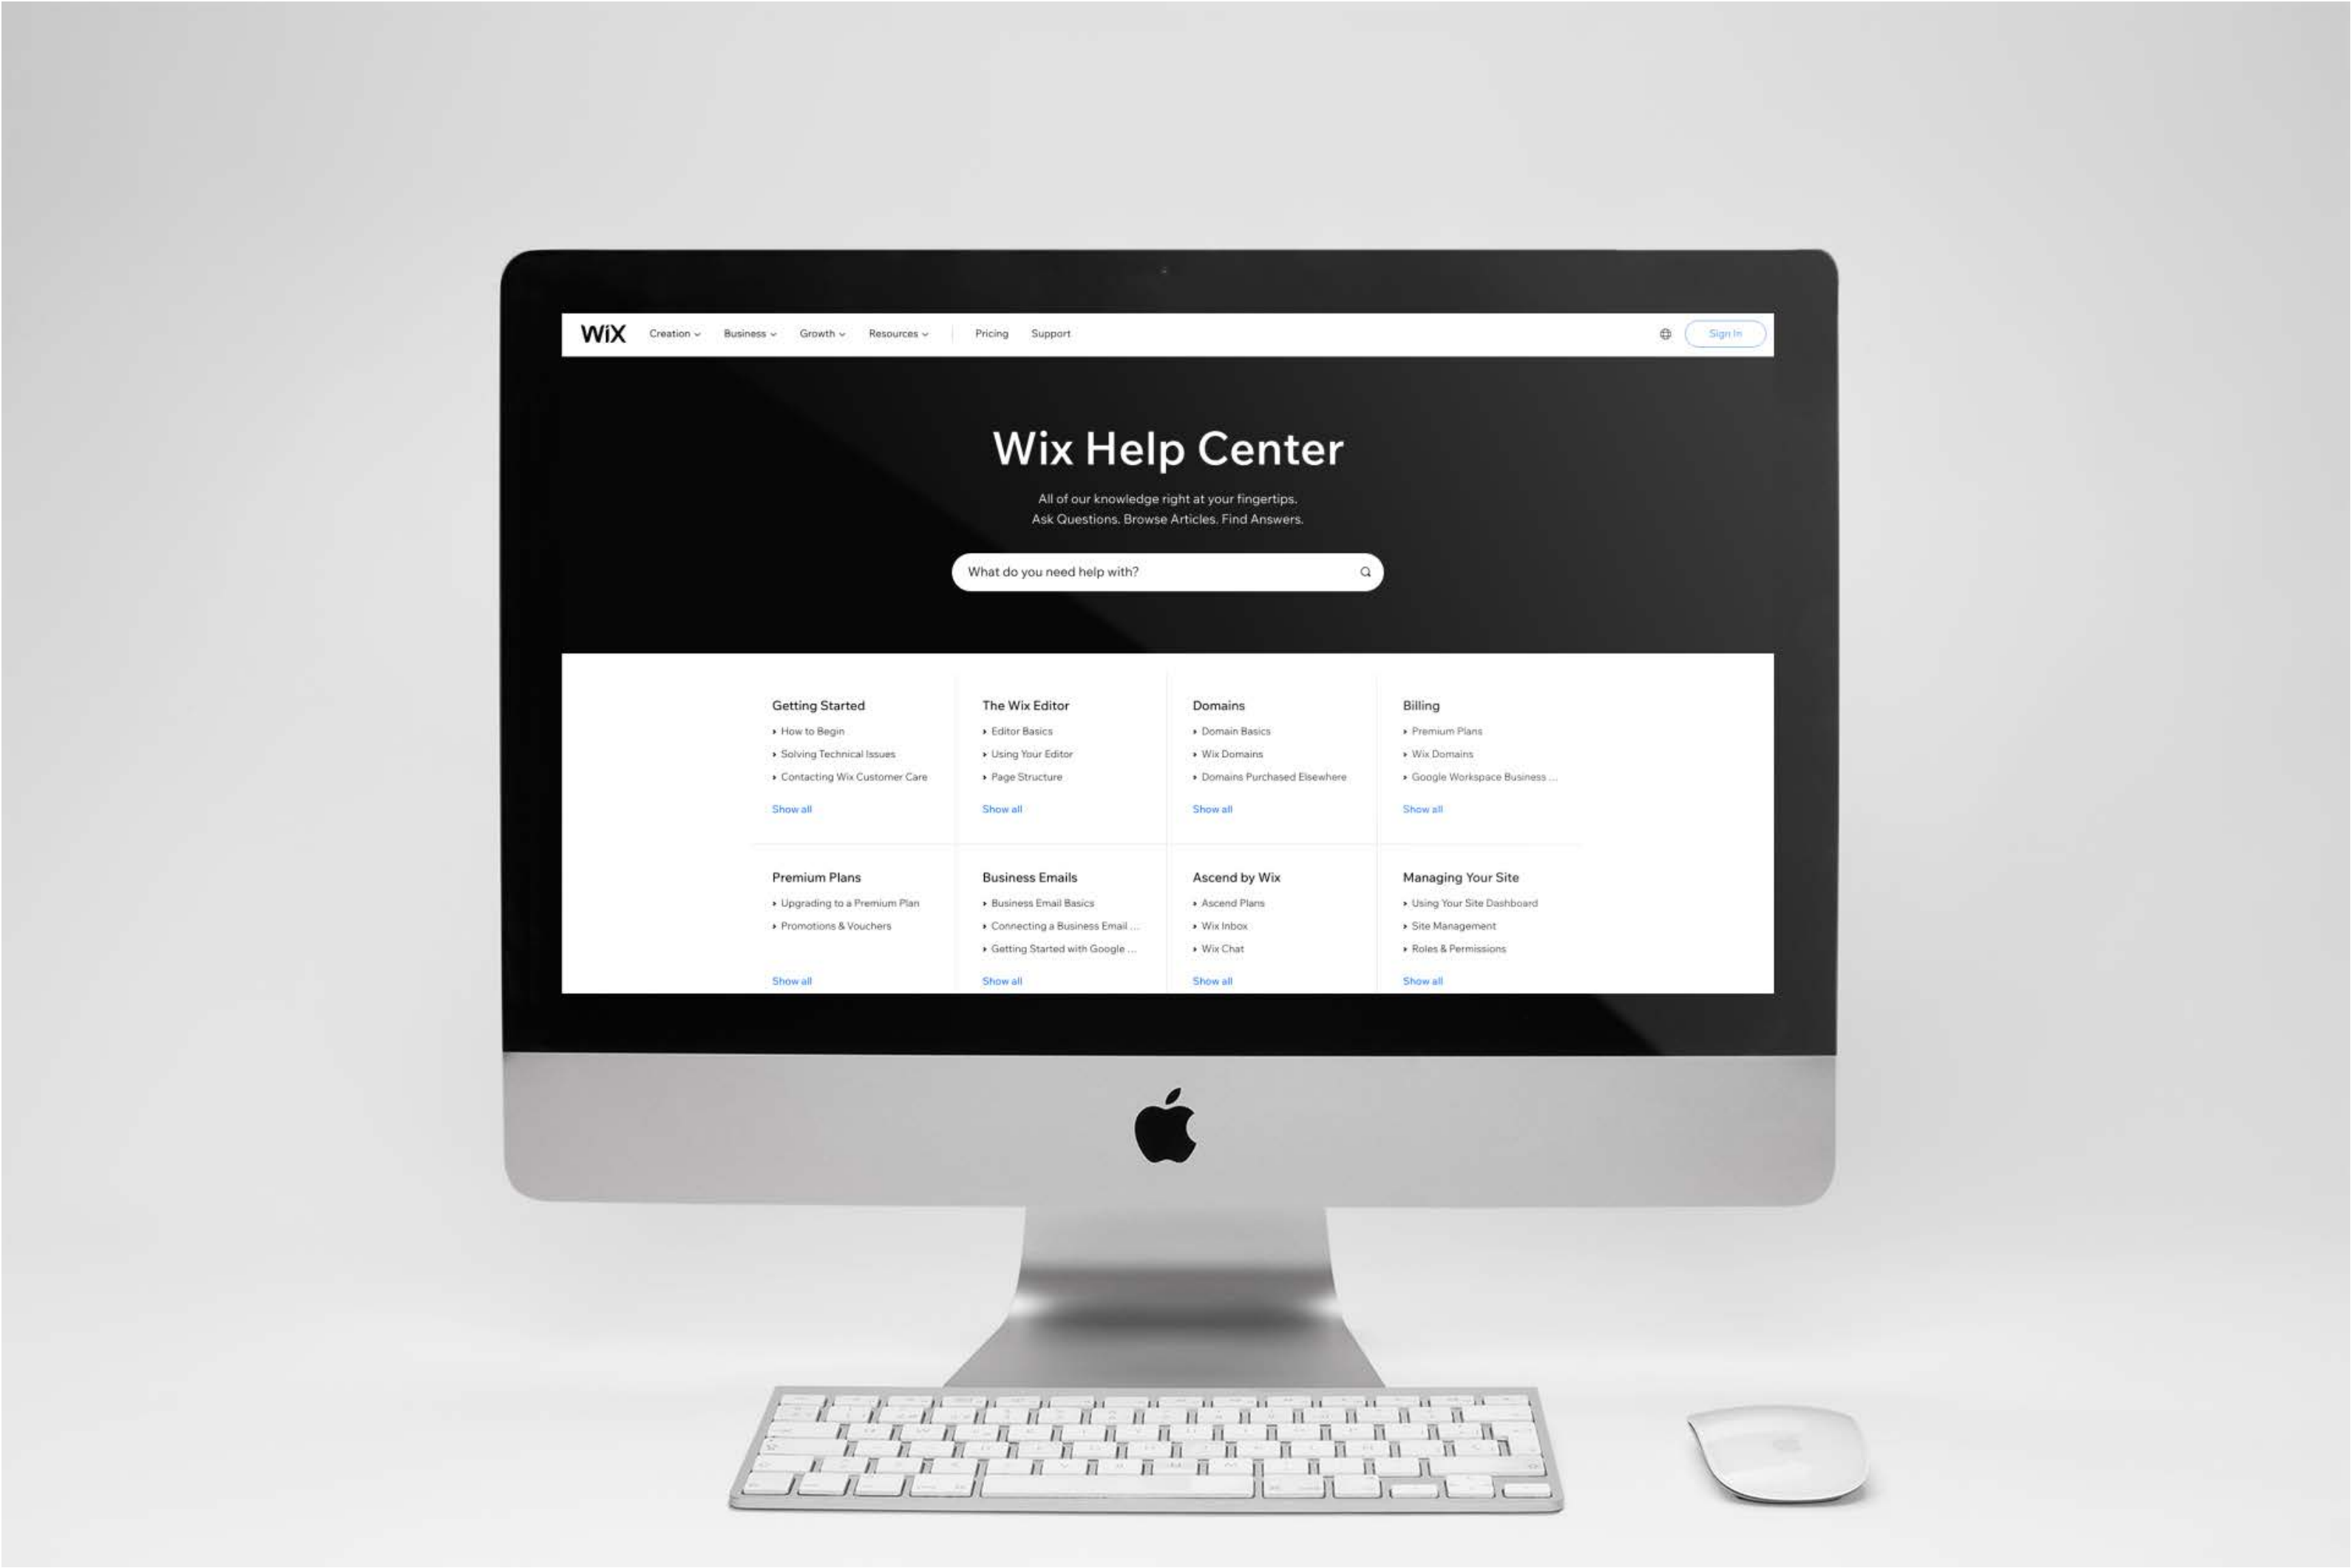 WiX Creation Business Growth Resources Pricing Support Sign In
Wix Help Center
All of our knowledge right at your fingertips.
Ask Questions. Browse Articles. Find Answers.
What do you need help with?
Getting Started
How to Begin
Solving Technical Issues
Contacting Wix Customer Care
Show all
The Wix Editor
Editor Basics
Using Your Editor
Page Structure
Show all
Domains
Domain Basics
Wix Domains
Domains Purchased Elsewhere
Show all
Billing
Premium Plans
Wix Domains
Google Workspace Business ...
Show all
Premium Plans
Upgrading to a Premium Plan
Promotions & Vouchers
Show all
Business Emails
Business Email Basics
Connecting a Business Email ...
Getting Started with Google ...
Show all
Ascend by Wix
Ascend Plans
Wix Inbox
Wix Chat
Show all
Managing Your Site
Using Your Site Dashboard
Site Management
Roles & Permissions
Show all